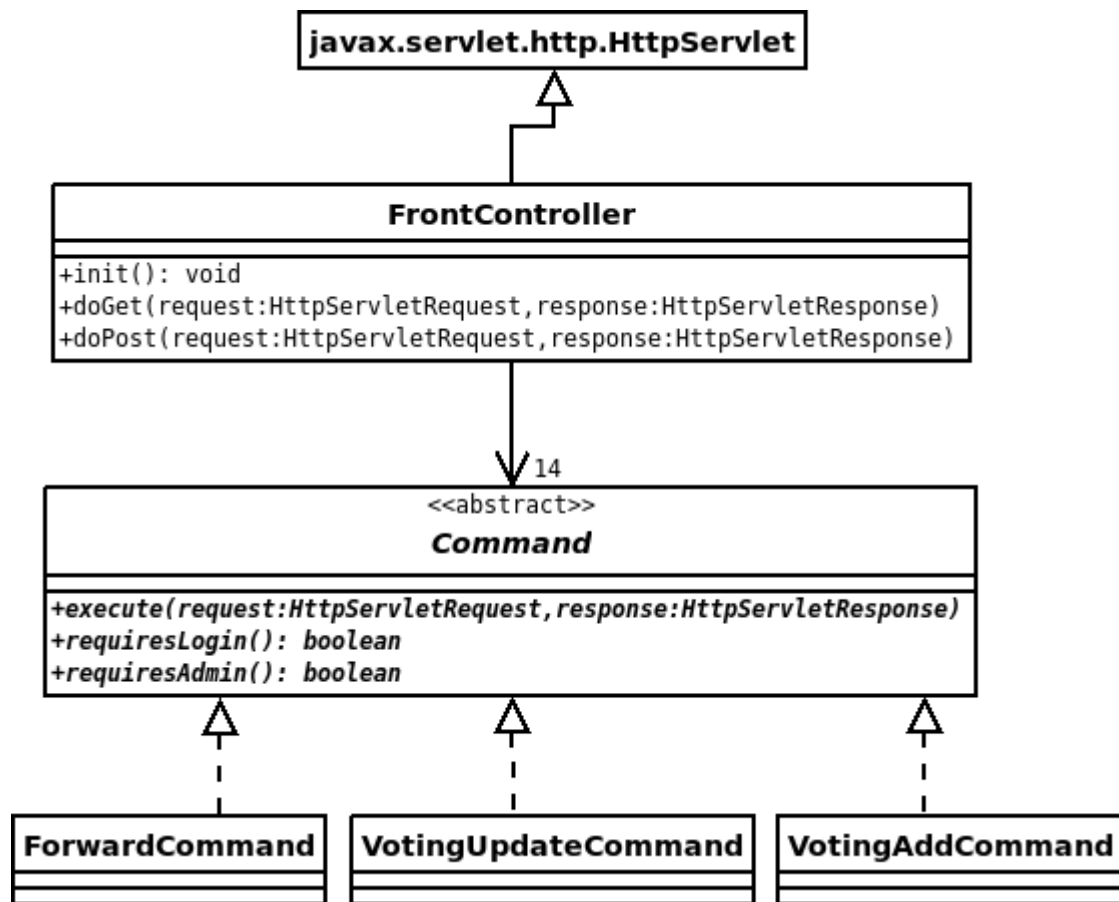 javax.servlet.http.HttpServlet
FrontController
+init(): void
+doGet(request:HttpServletRequest,response:HttpServletResponse)
+doPost(request:HttpServletRequest,response:HttpServletResponse)
14
<<abstract>>
Command
+execute(request:HttpServletRequest,response:HttpServletResponse)
+requiresLogin(): boolean
+requiresAdmin(): boolean
ForwardCommand
VotingUpdateCommand
VotingAddCommand